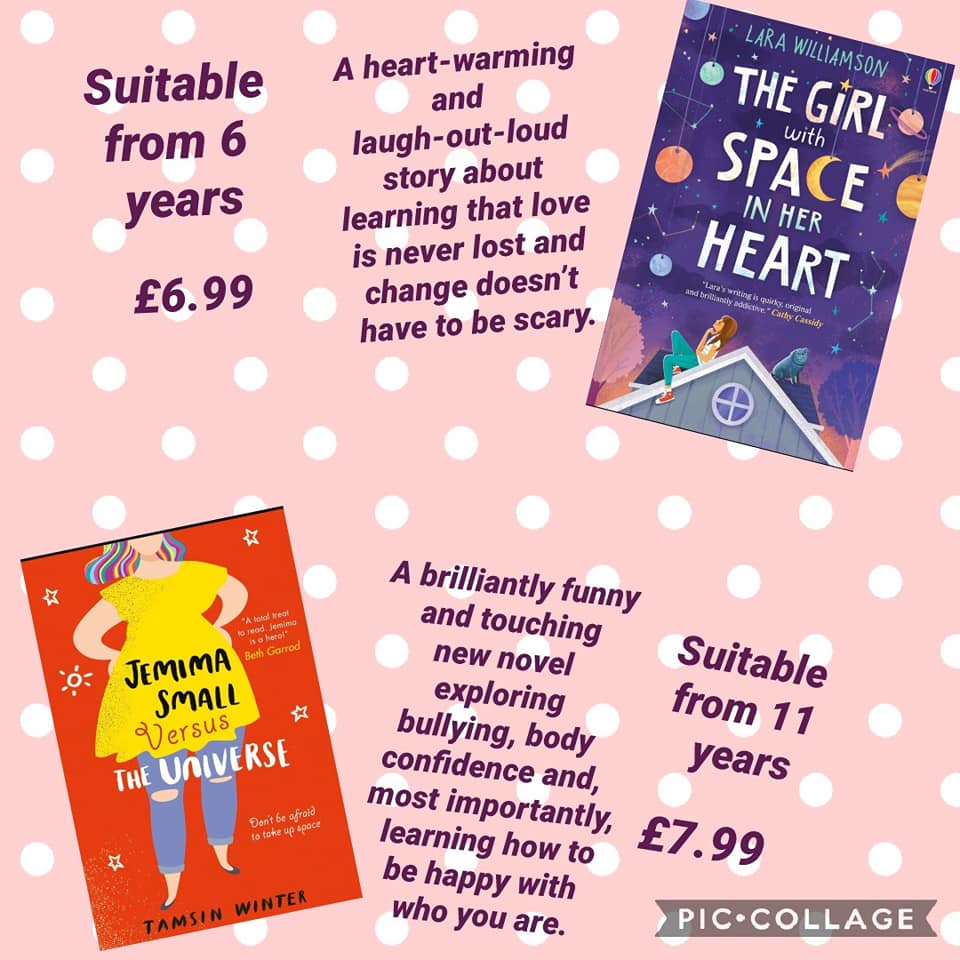 Suitable
from 6
years
£6.99
A heart-warming
and
laugh-out-loud
story about
learning that love
is never lost and
change doesn’t
have to be scary.
LARA WILLIAMSON
THE GIRL
with
SPACE
IN HER
HEART
"Lara's writing is quirky, original
and brilliantly addictive." Cathy Cassidy
"A total treat
to read. Jemima
is a hero!"
Beth Garrod
JEMIMA
SMALL
Versus
THE UNIVERSE
Don't be afraid
to take up space
TAMSIN WINTER
A brilliantly funny
and touching
new novel
exploring
bullying, body
confidence and,
most importantly,
learning how to
be happy with
who you are.
Suitable
from 11
years
£7.99
PIC•COLLAGE